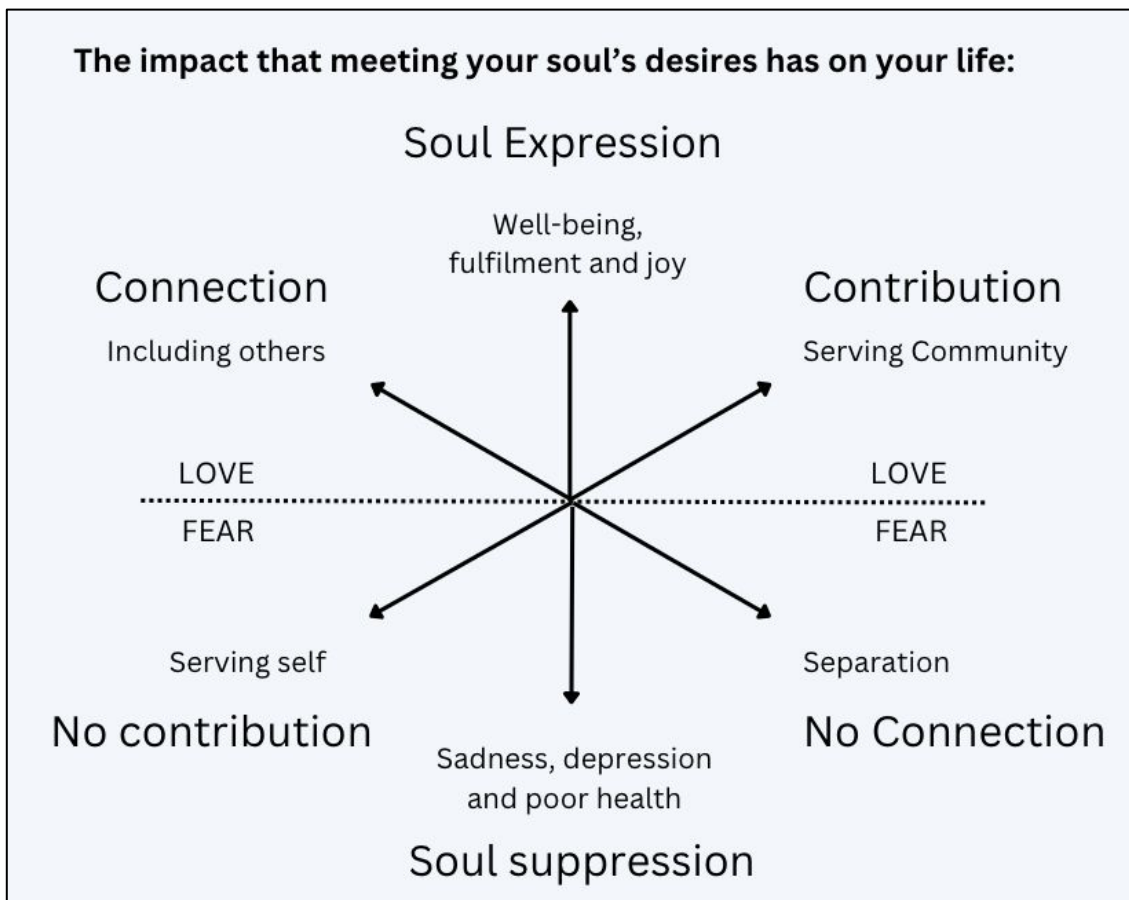 The impact that meeting your soul’s desires has on your life:
Soul Expression
Well-being,
fulfilment and joy
Connection
Including others
Contribution
Serving Community
LOVE
LOVE
FEAR
FEAR
Serving self
No contribution
Separation
No Connection
Sadness, depression
and poor health
Soul suppression